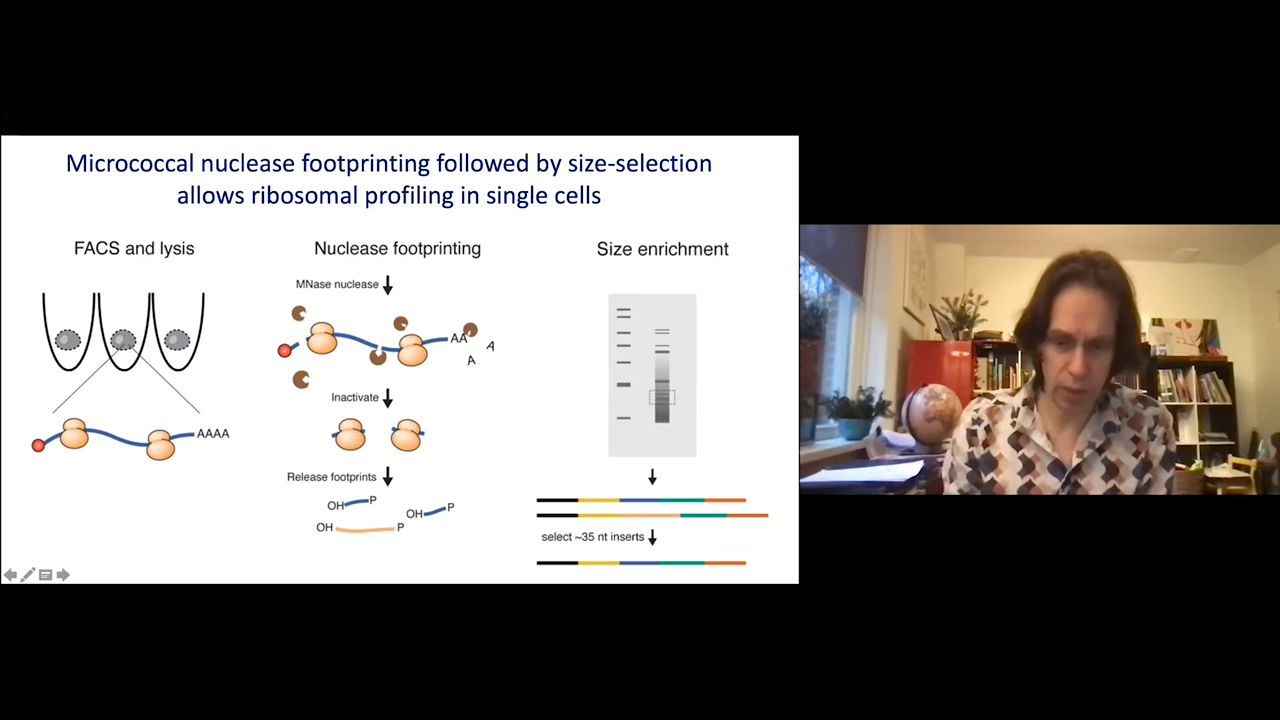 Micrococcal nuclease footprinting followed by size-selection
allows ribosomal profiling in single cells
FACS and lysis
AAAA
Nuclease footprinting
MNase nuclease
AA
A
A
Inactivate
Release footprints
OH P
OH P
OH P
Size enrichment
select ~35 nt inserts